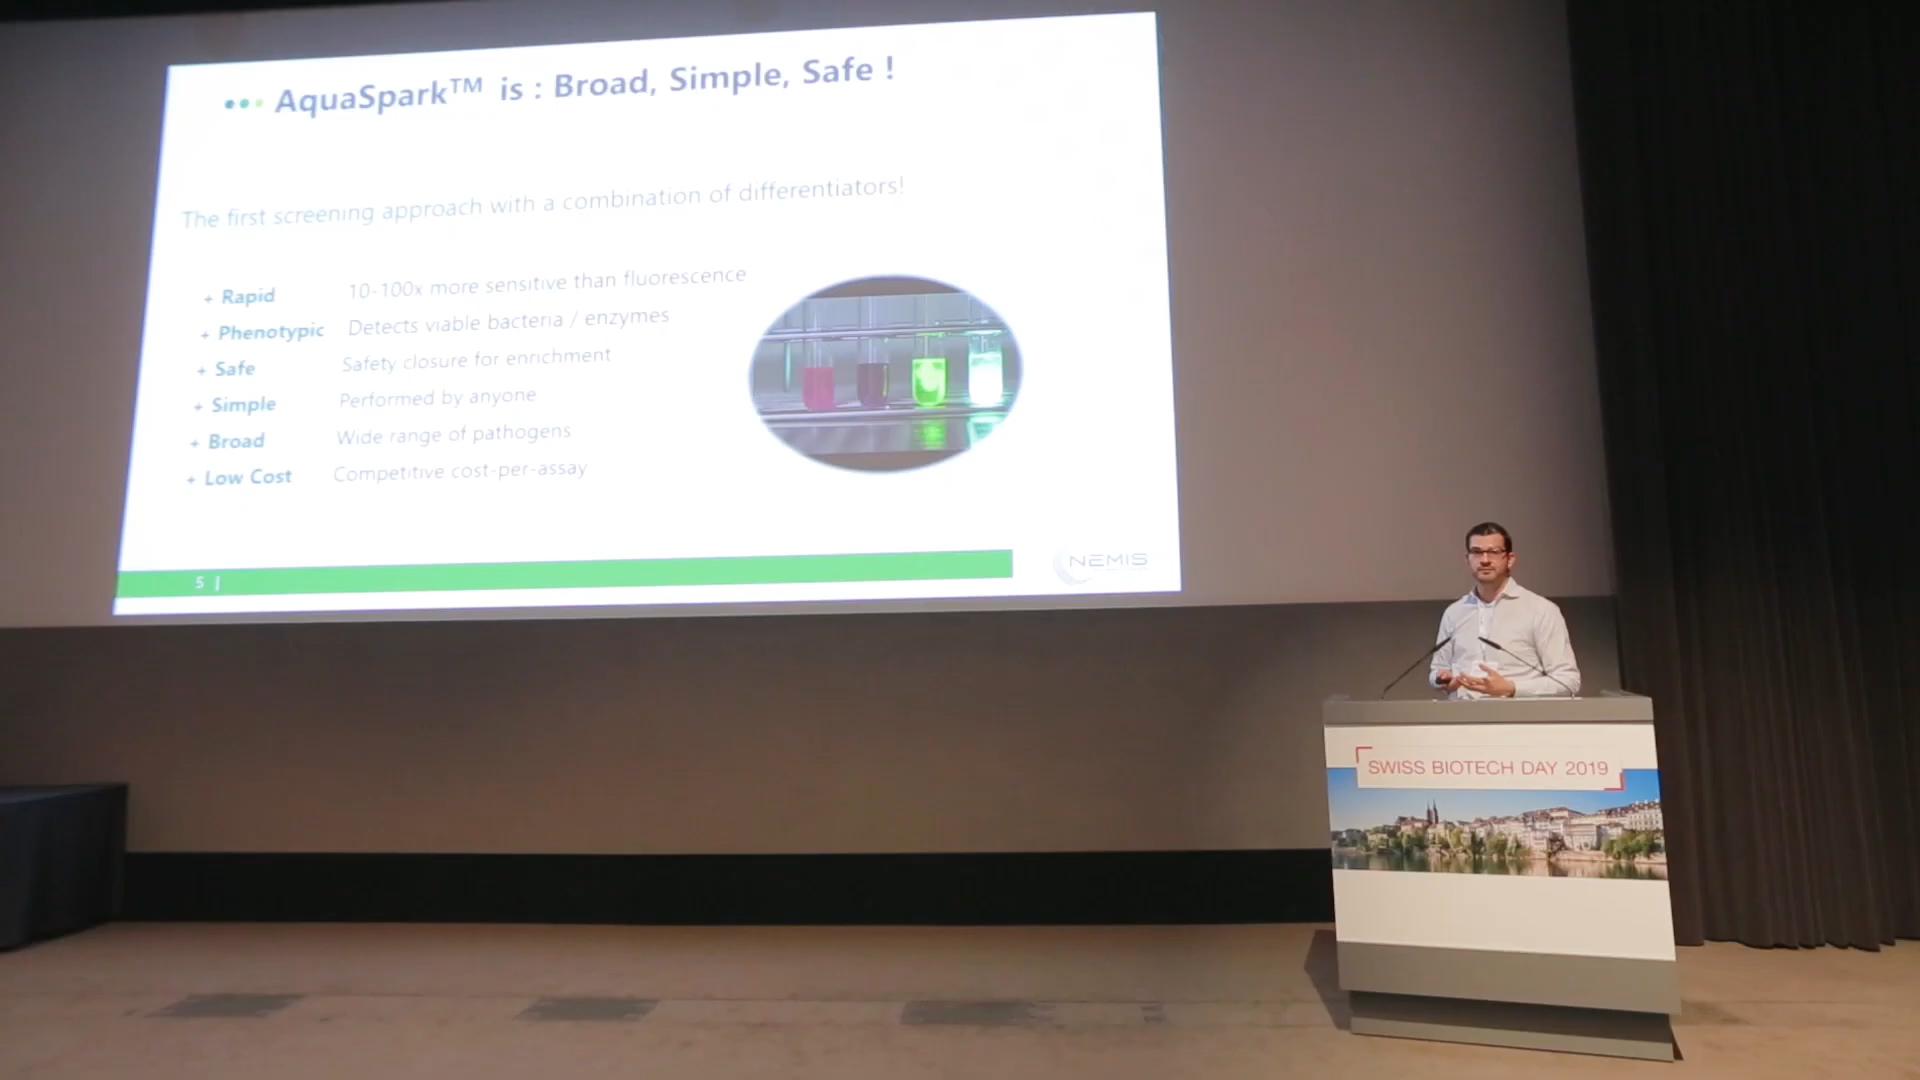 ••• AquaSpark™ is : Broad, Simple, Safe !
The first screening approach with a combination of differentiators!
+ Rapid 10-100x more sensitive than fluorescence
+ Phenotypic Detects viable bacteria / enzymes
+ Safe Safety closure for enrichment
+ Simple Performed by anyone
+ Broad Wide range of pathogens
+ Low Cost Competitive cost-per-assay
5 |
NEMIS
SWISS BIOTECH DAY 2019